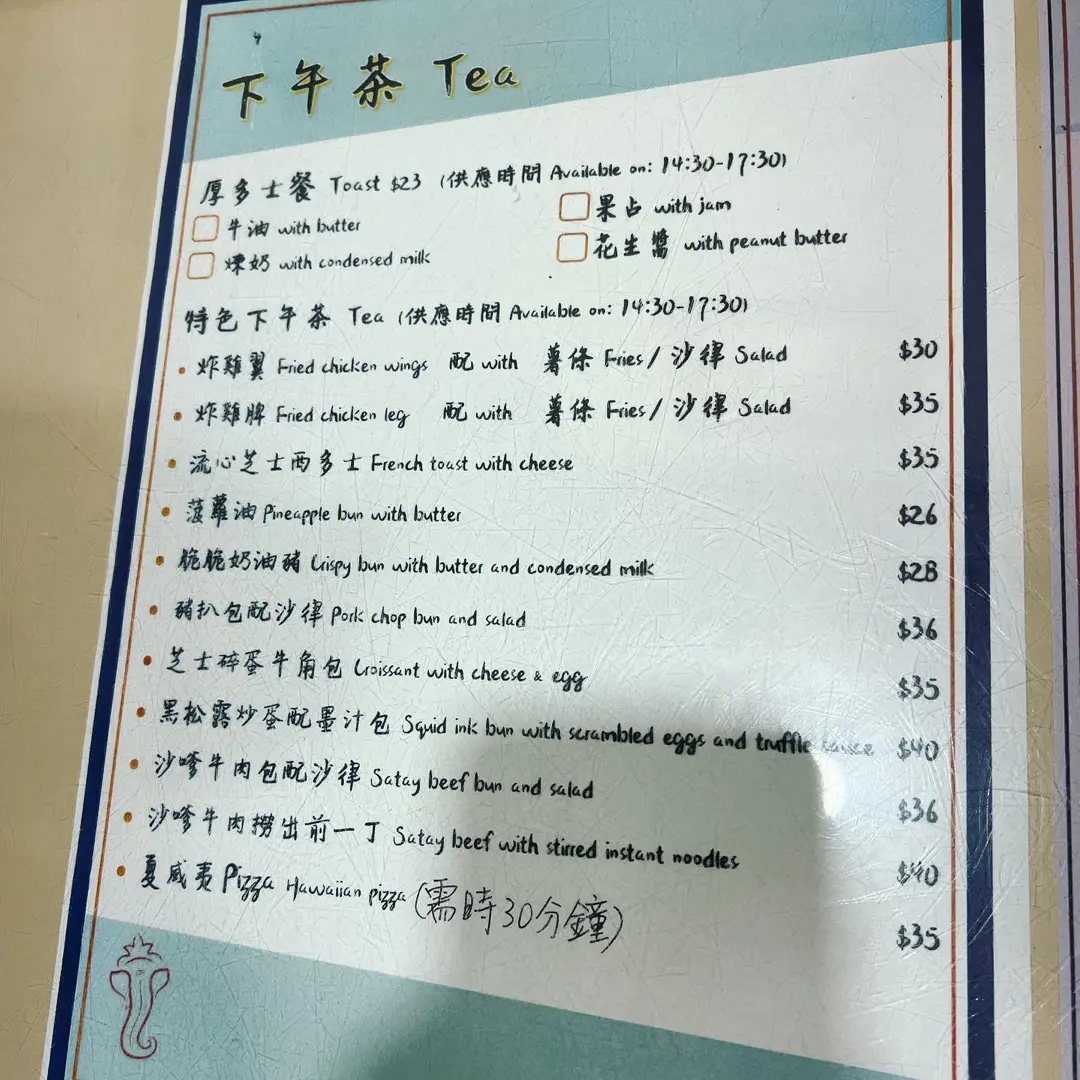 下午茶 Tea
厚多士餐 Toast $23 (供應時間 Available on: 14:30-17:30)
牛油 with butter
果占 with jam
煉奶 with condensed milk
花生醬 with peanut butter
特色下午茶 Tea (供應時間 Available on: 14:30-17:30)
• 炸雞翼 Fried chicken wings 配 with 薯條 Fries / 沙律 Salad $30
• 炸雞脾 Fried chicken leg 配 with 薯條 Fries / 沙律 Salad $35
• 流心芝士西多士 French toast with cheese $35
• 菠蘿油 Pineapple bun with butter $26
• 脆脆奶油豬 Crispy bun with butter and condensed milk $28
• 豬扒包配沙律 Pork chop bun and salad $36
• 芝士碎蛋牛角包 Croissant with cheese & egg $35
• 黑松露炒蛋配墨汁包 Squid ink bun with scrambled eggs and truffle sauce $40
• 沙嗲牛肉包配沙律 Satay beef bun and salad $36
• 沙嗲牛肉撈出前一丁 Satay beef with stirred instant noodles $40
• 夏威夷Pizza Hawaiian pizza (需時30分鐘) $35